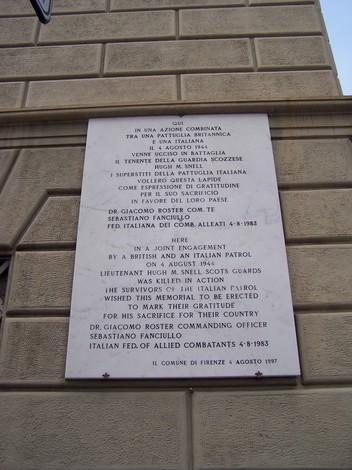 QUI
IN UNA AZIONE COMBINATA
TRA UNA PATTUGLIA BRITANNICA
E UNA ITALIANA
IL 4 AGOSTO 1944
VENNE UCCISO IN BATTAGLIA
IL TENENTE DELLA GUARDIA SCOZZESE
HUGH M. SNELL
I SUPERSTITI DELLA PATTUGLIA ITALIANA
VOLLERO QUESTA LAPIDE
COME ESPRESSIONE DI GRATITUDINE
PER IL SUO SACRIFICIO
IN FAVORE DEL LORO PAESE
DR. GIACOMO ROSTER COM. TE
SEBASTIANO FANCIULLO
FED. ITALIANA DEI COMB. ALLEATI 4-8-1983
HERE
IN A JOINT ENGAGEMENT
BY A BRITISH AND AN ITALIAN PATROL
ON 4 AUGUST 1944
LIEUTENANT HUGH M. SNELL SCOTS GUARDS
WAS KILLED IN ACTION
THE SURVIVORS OF THE ITALIAN PATROL
WISHED THIS MEMORIAL TO BE ERECTED
TO MARK THEIR GRATITUDE
FOR HIS SACRIFICE FOR THEIR COUNTRY
DR. GIACOMO ROSTER COMMANDING OFFICER
SEBASTIANO FANCIULLO
ITALIAN FED. OF ALLIED COMBATANTS 4-8-1983
IL COMUNE DI FIRENZE 4 AGOSTO 1997